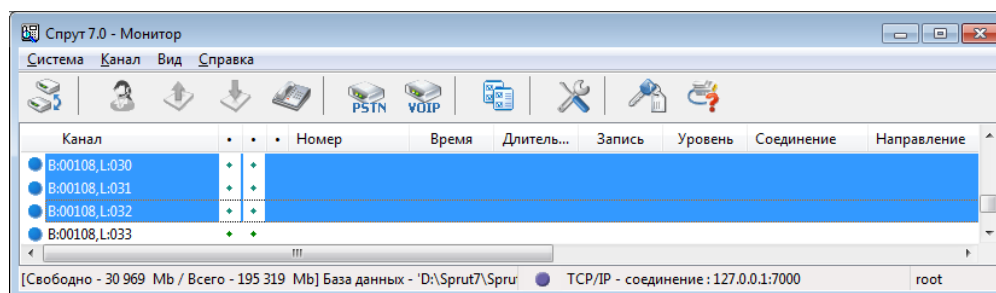 Спрут 7.0 - Монитор
Система Канал Вид Справка
PSTN VOIP
Канал • • • Номер Время Длитель... Запись Уровень Соединение Направление
B:00108,L:030
B:00108,L:031
B:00108,L:032
B:00108,L:033
[Свободно - 30 969 Mb / Всего - 195 319 Mb] База данных - 'D:\Sprut7\Sprut TCP/IP - соединение : 127.0.0.1:7000 root